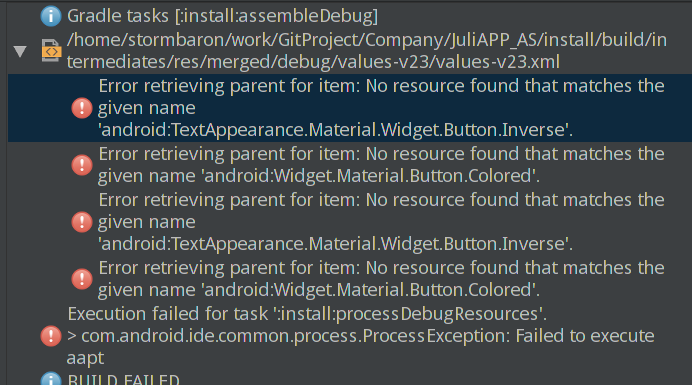 Gradle tasks [:install:assembleDebug]
/home/stormbaron/work/GitProject/Company/JuliAPP_AS/install/build/in
termediates/res/merged/debug/values-v23/values-v23.xml
Error retrieving parent for item: No resource found that matches the
given name
'android:TextAppearance.Material.Widget.Button.Inverse'.
Error retrieving parent for item: No resource found that matches the
given name 'android:Widget.Material.Button.Colored'.
Error retrieving parent for item: No resource found that matches the
given name
'android:TextAppearance.Material.Widget.Button.Inverse'.
Error retrieving parent for item: No resource found that matches the
given name 'android:Widget.Material.Button.Colored'.
Execution failed for task ':install:processDebugResources'.
> com.android.ide.common.process.ProcessException: Failed to execute
aapt
BUILD FAILED